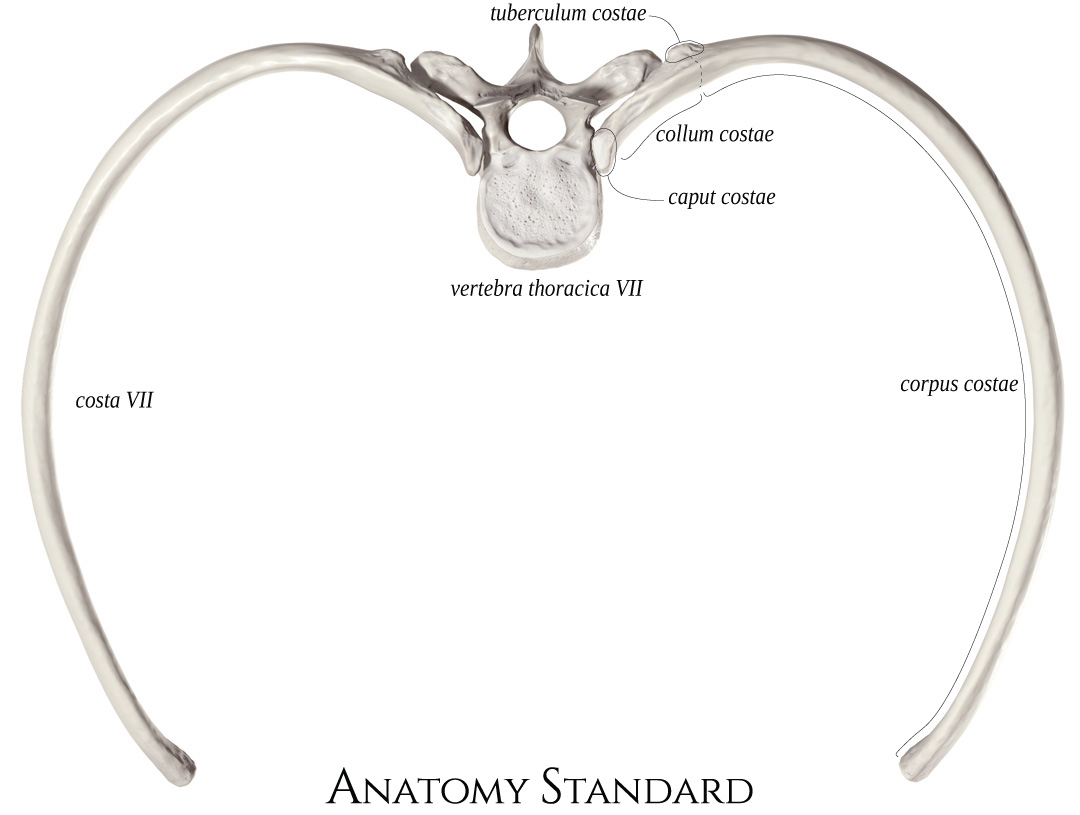 tuberculum costae
collum costae
caput costae
vertebra thoracica VII
corpus costae
costa VII
Anatomy Standard